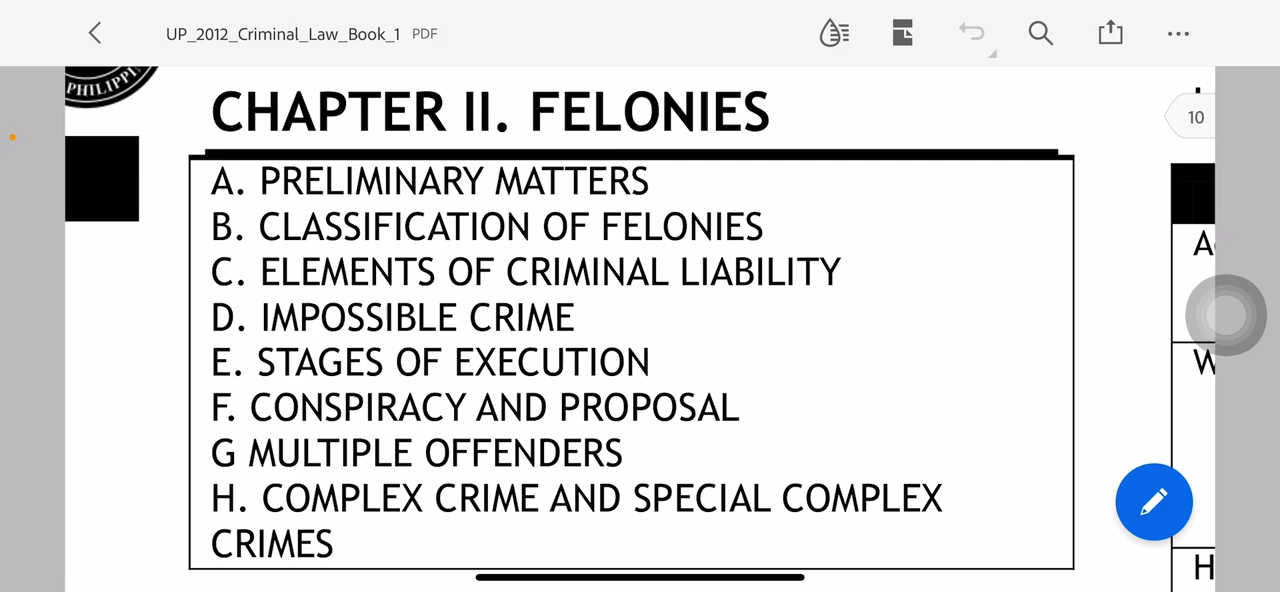 UP_2012_Criminal_Law_Book_1 PDF
PHILIPPI
CHAPTER II. FELONIES
10
A. PRELIMINARY MATTERS
B. CLASSIFICATION OF FELONIES
C. ELEMENTS OF CRIMINAL LIABILITY
D. IMPOSSIBLE CRIME
E. STAGES OF EXECUTION
F. CONSPIRACY AND PROPOSAL
G MULTIPLE OFFENDERS
H. COMPLEX CRIME AND SPECIAL COMPLEX
CRIMES